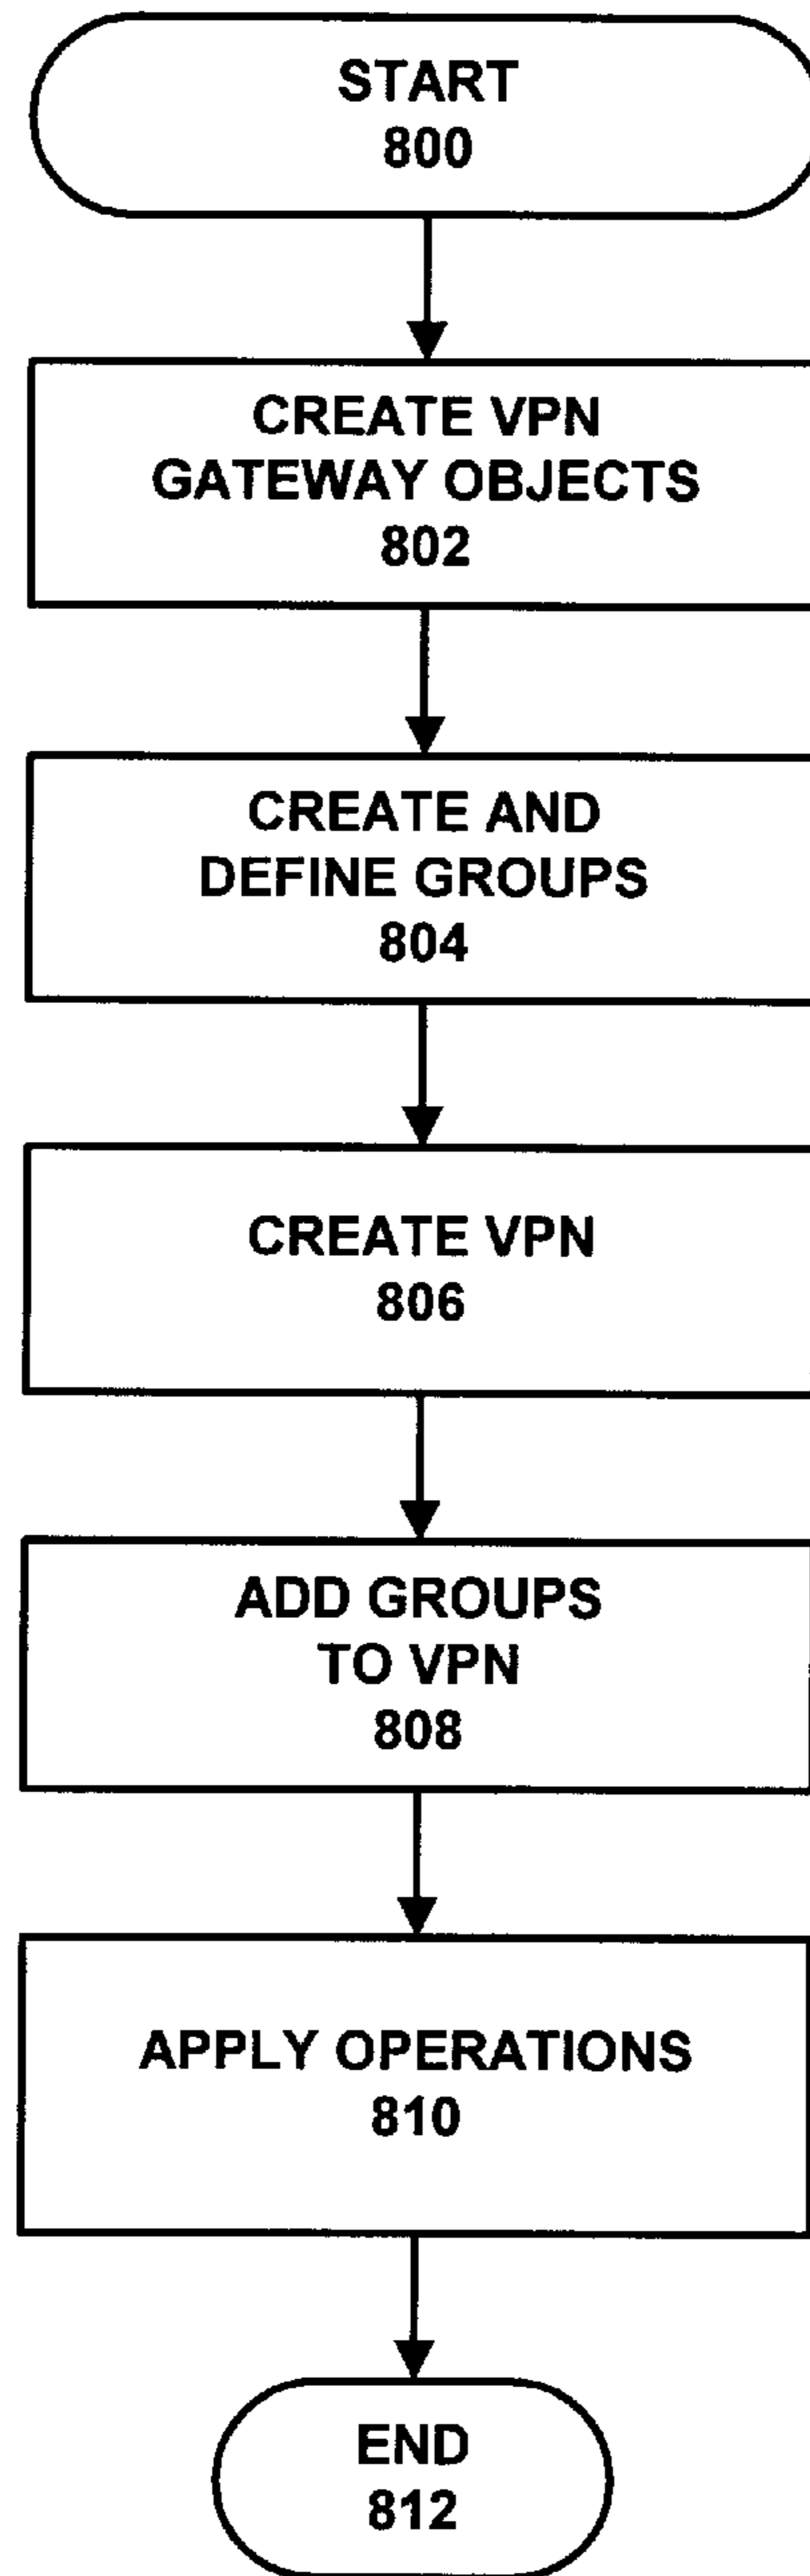 START
800
CREATE VPN
GATEWAY OBJECTS
802
CREATE AND
DEFINE GROUPS
804
CREATE VPN
806
ADD GROUPS
TO VPN
808
APPLY OPERATIONS
810
END
812